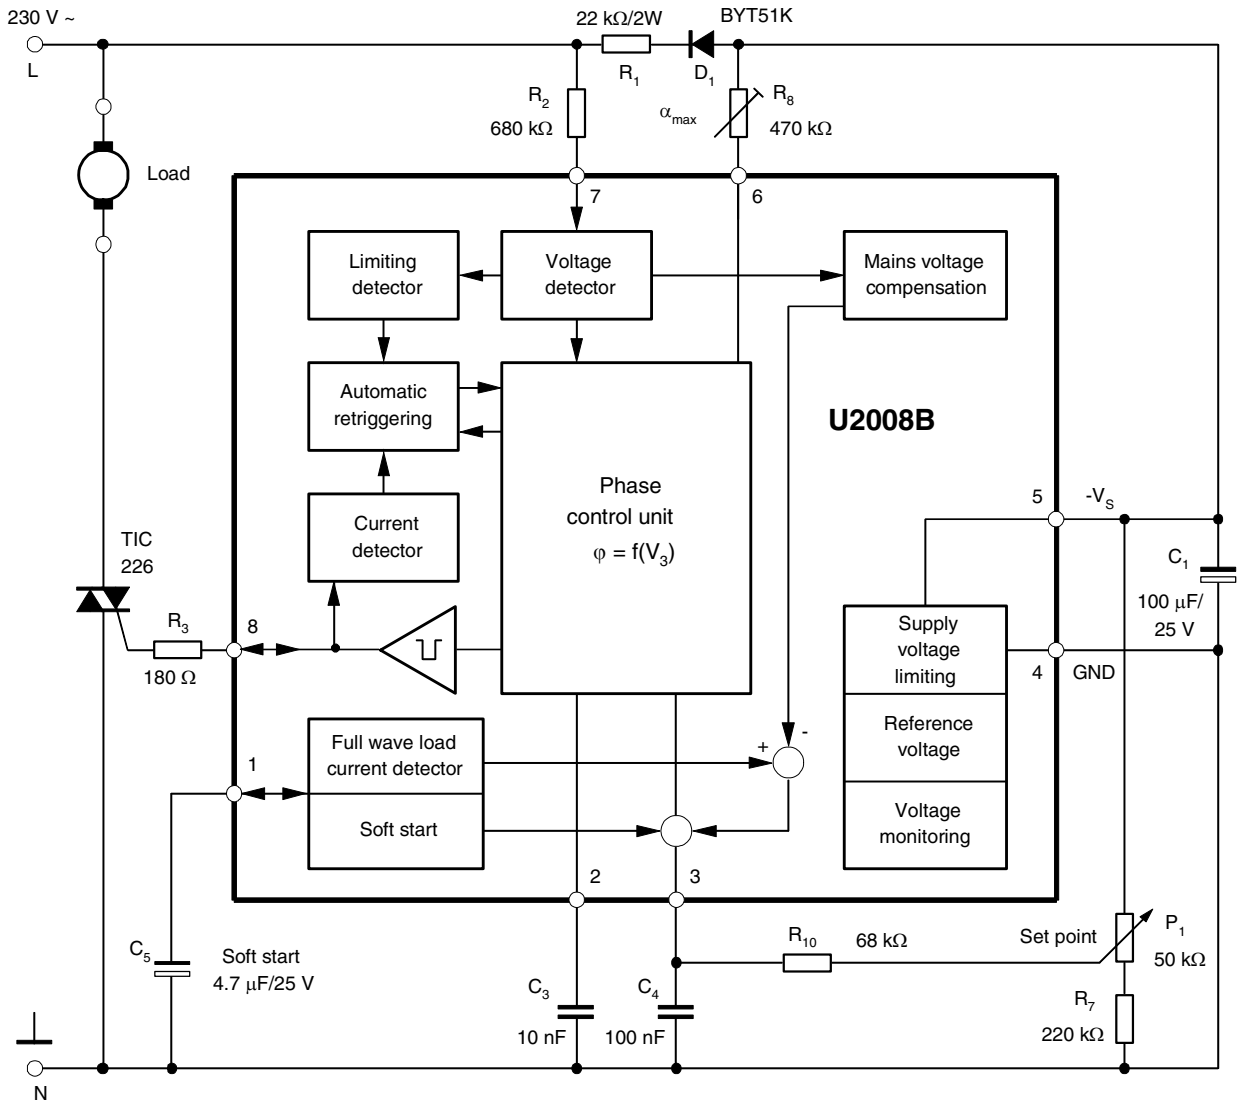 230 V ~
L
22 kΩ/2W
R1
BYT51K
D1
R2
680 kΩ
αmax
R8
470 kΩ
Load
7
6
Limiting
detector
Voltage
detector
Mains voltage
compensation
Automatic
retriggering
U2008B
Phase
control unit
φ = f(V3)
Current
detector
5
-VS
TIC
226
C1
100 μF/
25 V
R3
180 Ω
8
Supply
voltage
limiting
4
GND
Reference
voltage
Voltage
monitoring
1
Full wave load
current detector
Soft start
+
-
2
3
C5
Soft start
4.7 μF/25 V
R10
68 kΩ
Set point
P1
50 kΩ
C3
10 nF
C4
100 nF
R7
220 kΩ
N